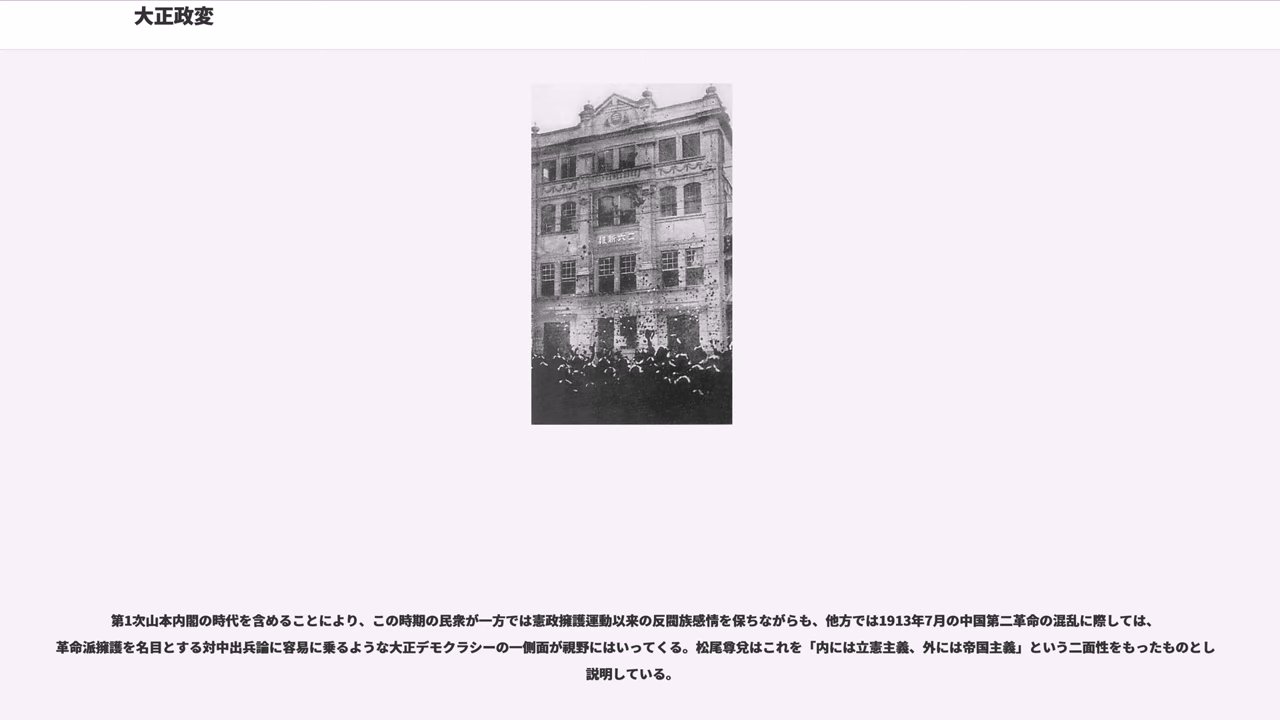 大正政変
報新六二
第1次山本内閣の時代を含めることにより、この時期の民衆が一方では憲政擁護運動以来の反閥族感情を保ちながらも、他方では1913年7月の中国第二革命の混乱に際しては、
革命派擁護を名目とする対中出兵論に容易に乗るような大正デモクラシーの一側面が視野にはいってくる。松尾尊兌はこれを「内には立憲主義、外には帝国主義」という二面性をもったものとし
説明している。